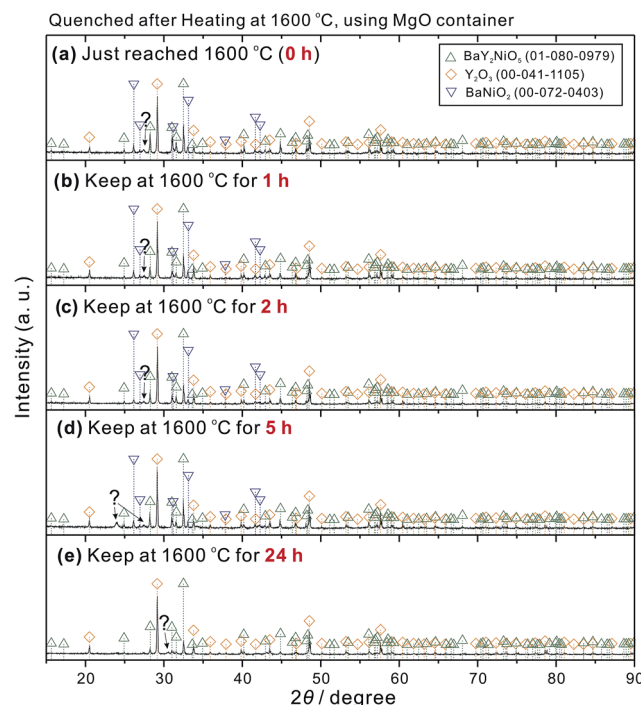 Quenched after Heating at 1600 °C, using MgO container
(a) Just reached 1600 °C (0 h)
BaY₂NiO₅ (01-080-0979)
Y₂O₃ (00-041-1105)
BaNiO₂ (00-072-0403)
?
(b) Keep at 1600 °C for 1 h
?
(c) Keep at 1600 °C for 2 h
?
(d) Keep at 1600 °C for 5 h
?
(e) Keep at 1600 °C for 24 h
?
Intensity (a. u.)
20 30 40 50 60 70 80 90
2θ / degree